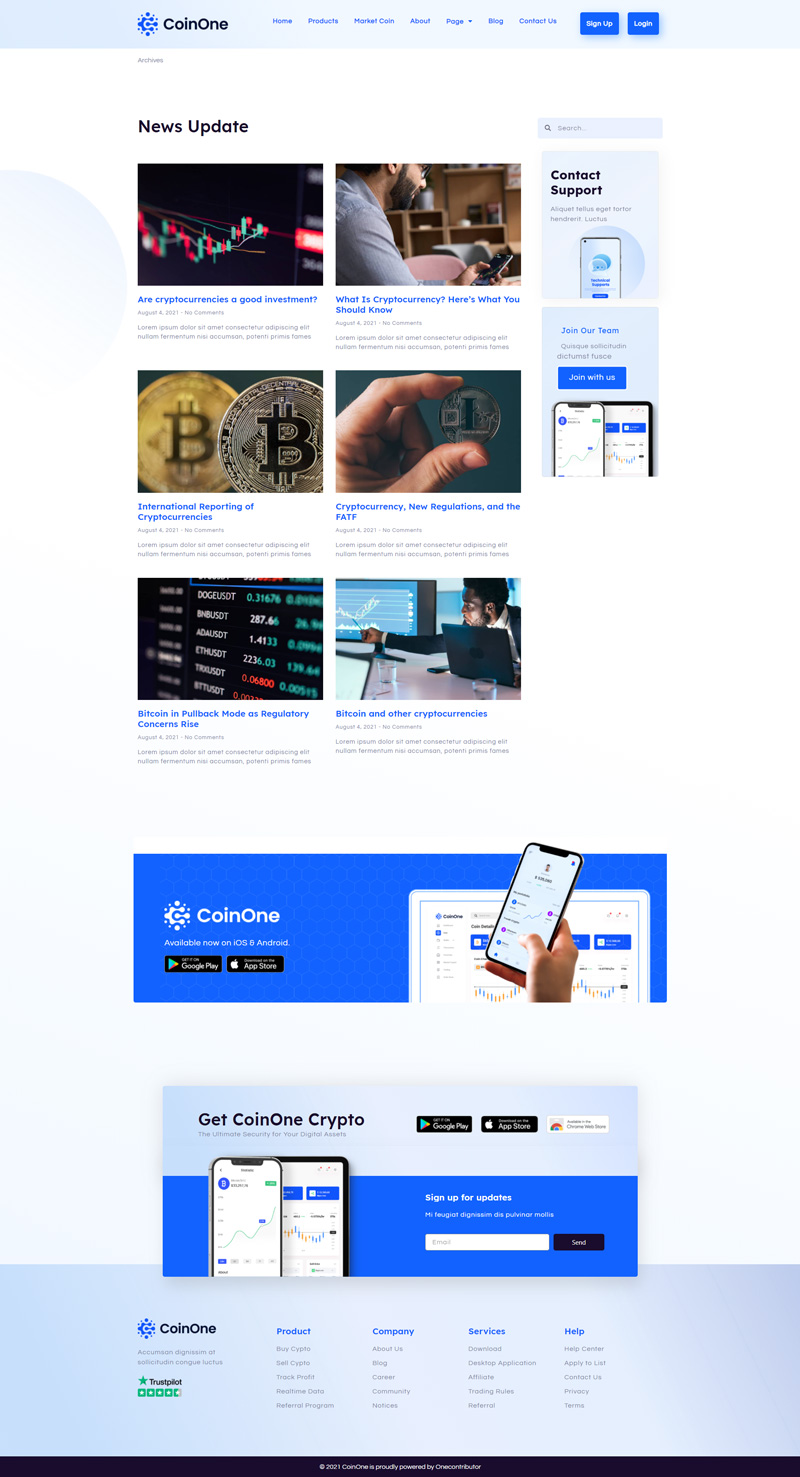 CoinOne
Home Products Market Coin About Page Blog Contact Us Sign Up Login
Archives
News Update
Search...
Contact
Support
Aliquet tellus eget tortor
hendrerit. Luctus
Technical
Supports
Are cryptocurrencies a good investment?
August 4, 2021 • No Comments
Lorem ipsum dolor sit amet consectetur adipiscing elit
nullam fermentum nisi accumsan, potenti primis fames
What Is Cryptocurrency? Here's What You
Should Know
August 4, 2021 • No Comments
Lorem ipsum dolor sit amet consectetur adipiscing elit
nullam fermentum nisi accumsan, potenti primis fames
Join Our Team
Quisque sollicitudin
dictumst fusce
Join with us
International Reporting of
Cryptocurrencies
August 4, 2021 • No Comments
Lorem ipsum dolor sit amet consectetur adipiscing elit
nullam fermentum nisi accumsan, potenti primis fames
Cryptocurrency, New Regulations, and the
FATF
August 4, 2021 • No Comments
Lorem ipsum dolor sit amet consectetur adipiscing elit
nullam fermentum nisi accumsan, potenti primis fames
DOGEUSDT 0.31676
BNBUSDT 287.66
ADAUSDT 1.4133
ETHUSDT 2236.03
TRXUSDT 0.06800
BTTUSDT
Bitcoin in Pullback Mode as Regulatory
Concerns Rise
August 4, 2021 • No Comments
Lorem ipsum dolor sit amet consectetur adipiscing elit
nullam fermentum nisi accumsan, potenti primis fames
Bitcoin and other cryptocurrencies
August 4, 2021 • No Comments
Lorem ipsum dolor sit amet consectetur adipiscing elit
nullam fermentum nisi accumsan, potenti primis fames
CoinOne
Available now on iOS & Android.
GET IT ON
Google Play
Download on the
App Store
CoinOne
Get CoinOne Crypto
The Ultimate Security for Your Digital Assets
GET IT ON
Google Play
Download on the
App Store
Available in the
Chrome Web Store
Sign up for updates
Mi feugiat dignissim dis pulvinar mollis
Email
Send
CoinOne
Accumsan dignissim at
sollicitudin congue luctus
Trustpilot
Product
Buy Cypto
Sell Cypto
Track Profit
Realtime Data
Referral Program
Company
About Us
Blog
Career
Community
Notices
Services
Download
Desktop Application
Affiliate
Trading Rules
Referral
Help
Help Center
Apply to List
Contact Us
Privacy
Terms
© 2021 CoinOne is proudly powered by Onecontributor